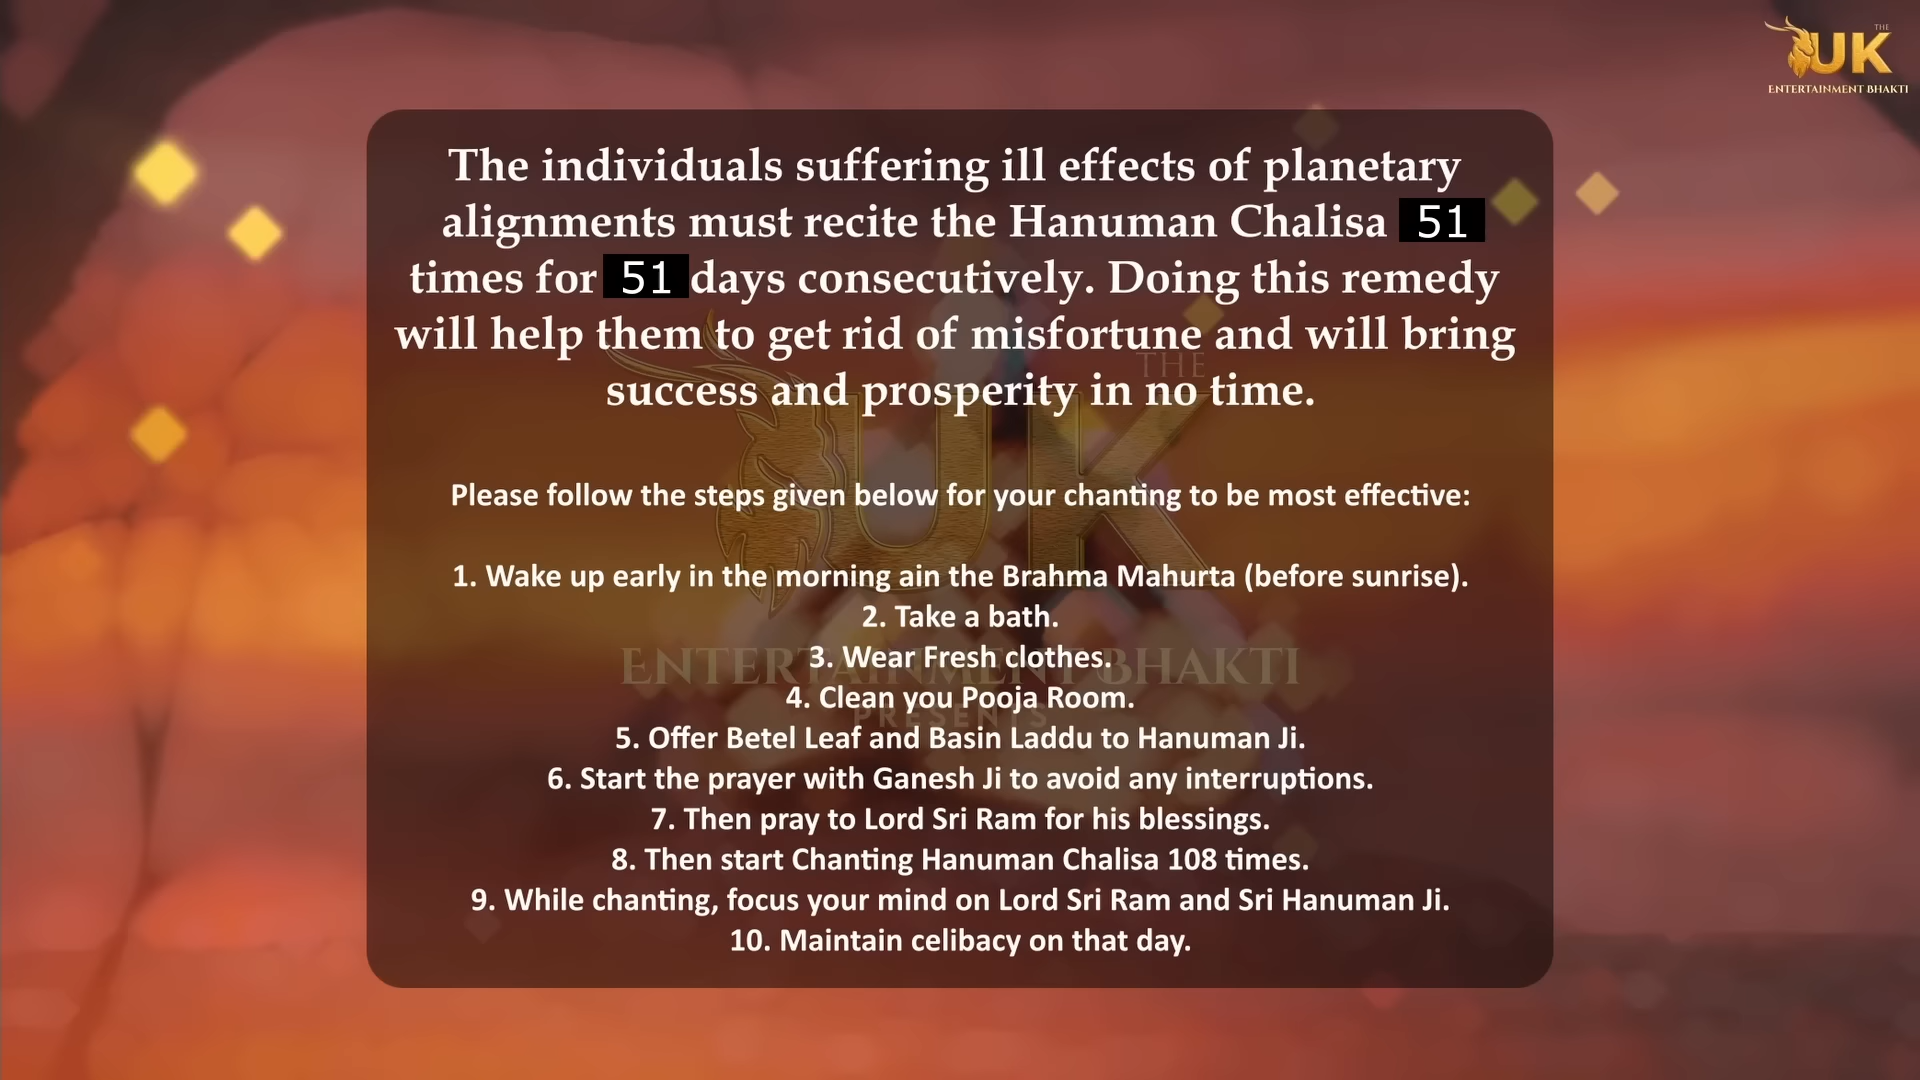 THE
UK
ENTERTAINMENT BHAKTI
The individuals suffering ill effects of planetary
alignments must recite the Hanuman Chalisa 51
times for 51 days consecutively. Doing this remedy
will help them to get rid of misfortune and will bring
success and prosperity in no time.
Please follow the steps given below for your chanting to be most effective:
1. Wake up early in the morning ain the Brahma Mahurta (before sunrise).
2. Take a bath.
3. Wear Fresh clothes.
4. Clean you Pooja Room.
5. Offer Betel Leaf and Basin Laddu to Hanuman Ji.
6. Start the prayer with Ganesh Ji to avoid any interruptions.
7. Then pray to Lord Sri Ram for his blessings.
8. Then start Chanting Hanuman Chalisa 108 times.
9. While chanting, focus your mind on Lord Sri Ram and Sri Hanuman Ji.
10. Maintain celibacy on that day.
THE
UK
ENTERTAINMENT BHAKTI
PRESENTS